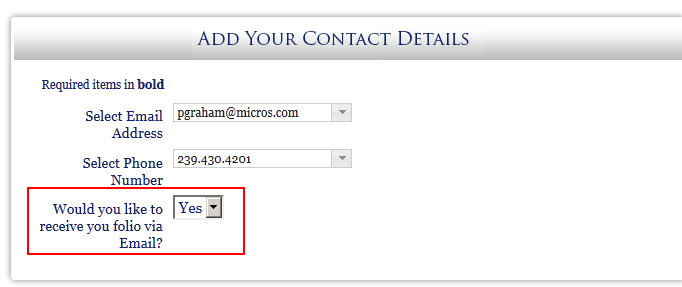 ADD YOUR CONTACT DETAILS
Required items in bold
Select Email
Address
pgraham@micros.com
Select Phone
Number
239.430.4201
Would you like to
receive you folio via
Email?
Yes